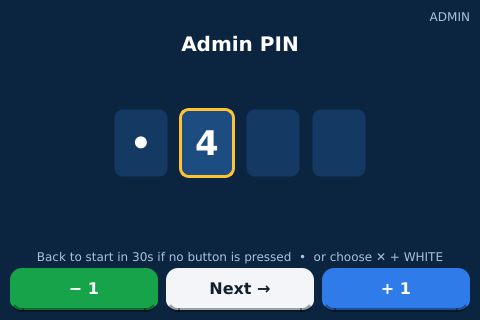 ADMIN
Admin PIN
• 4
Back to start in 30s if no button is pressed • or choose ✕ + WHITE
− 1 Next → + 1